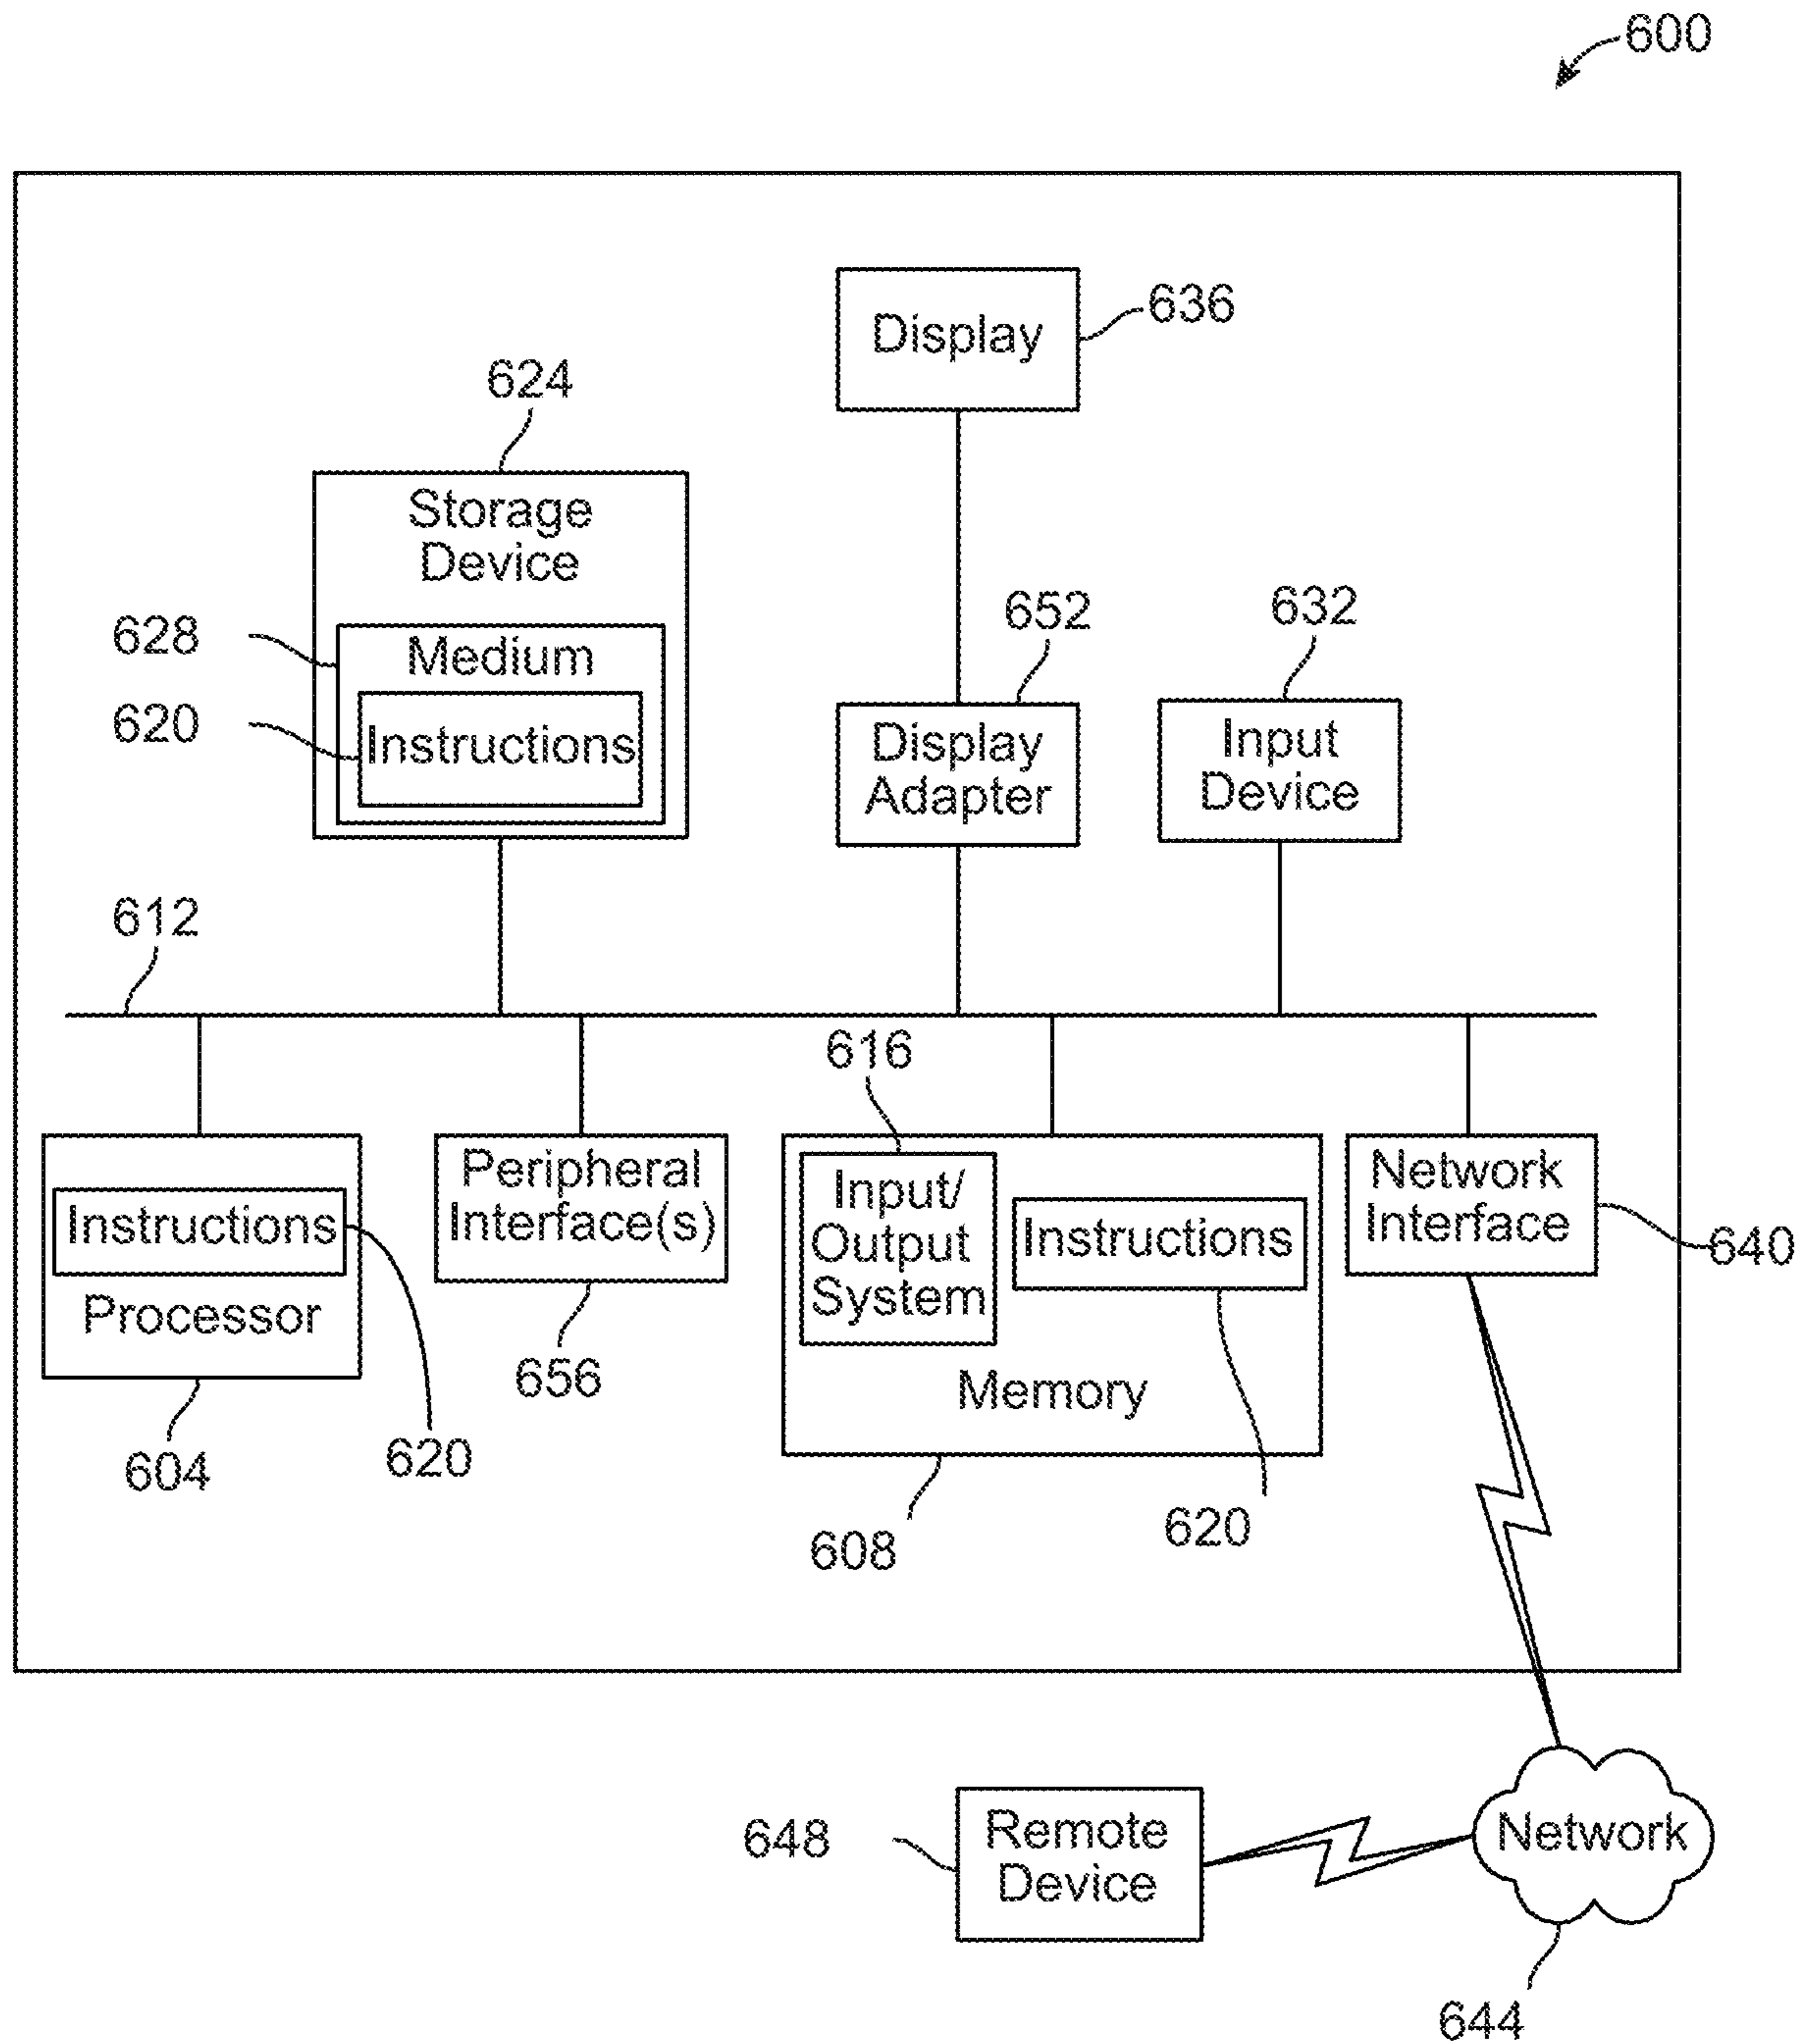 600
Display
636
624
Storage
Device
628
Medium
620
Instructions
652
Display
Adapter
632
Input
Device
612
616
Instructions
Processor
604
620
Peripheral
Interface(s)
656
Input/
Output
System
Instructions
Memory
608
620
Network
Interface
640
648
Remote
Device
Network
644